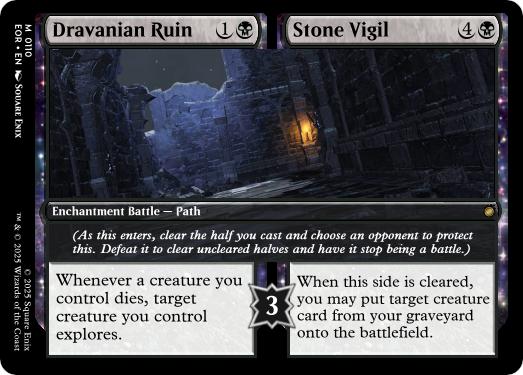 Dravanian Ruin 1
Stone Vigil 4
Enchantment Battle — Path
(As this enters, clear the half you cast and choose an opponent to protect
this. Defeat it to clear uncleared halves and have it stop being a battle.)
Whenever a creature you
control dies, target
creature you control
explores.
3
When this side is cleared,
you may put target creature
card from your graveyard
onto the battlefield.
M 0110
EOR • EN SQUARE ENIX
© 2025 Square Enix
™ & © 2025 Wizards of the Coast